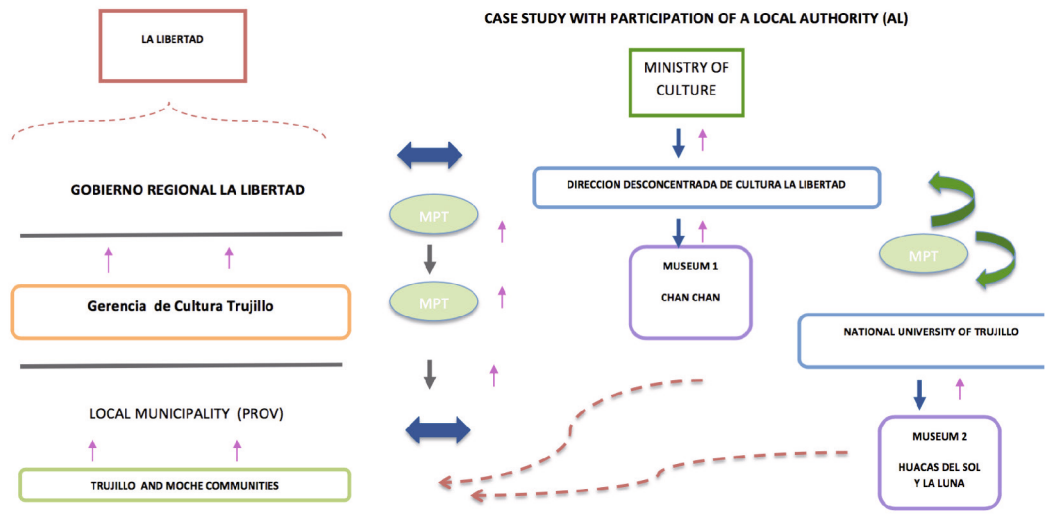 CASE STUDY WITH PARTICIPATION OF A LOCAL AUTHORITY (AL)
LA LIBERTAD
MINISTRY OF
CULTURE
GOBIERNO REGIONAL LA LIBERTAD
DIRECCION DESCONCENTRADA DE CULTURA LA LIBERTAD
MPT
MPT
MUSEUM 1
CHAN CHAN
Gerencia de Cultura Trujillo
MPT
NATIONAL UNIVERSITY OF TRUJILLO
LOCAL MUNICIPALITY (PROV)
MUSEUM 2
HUACAS DEL SOL
Y LA LUNA
TRUJILLO AND MOCHE COMMUNITIES